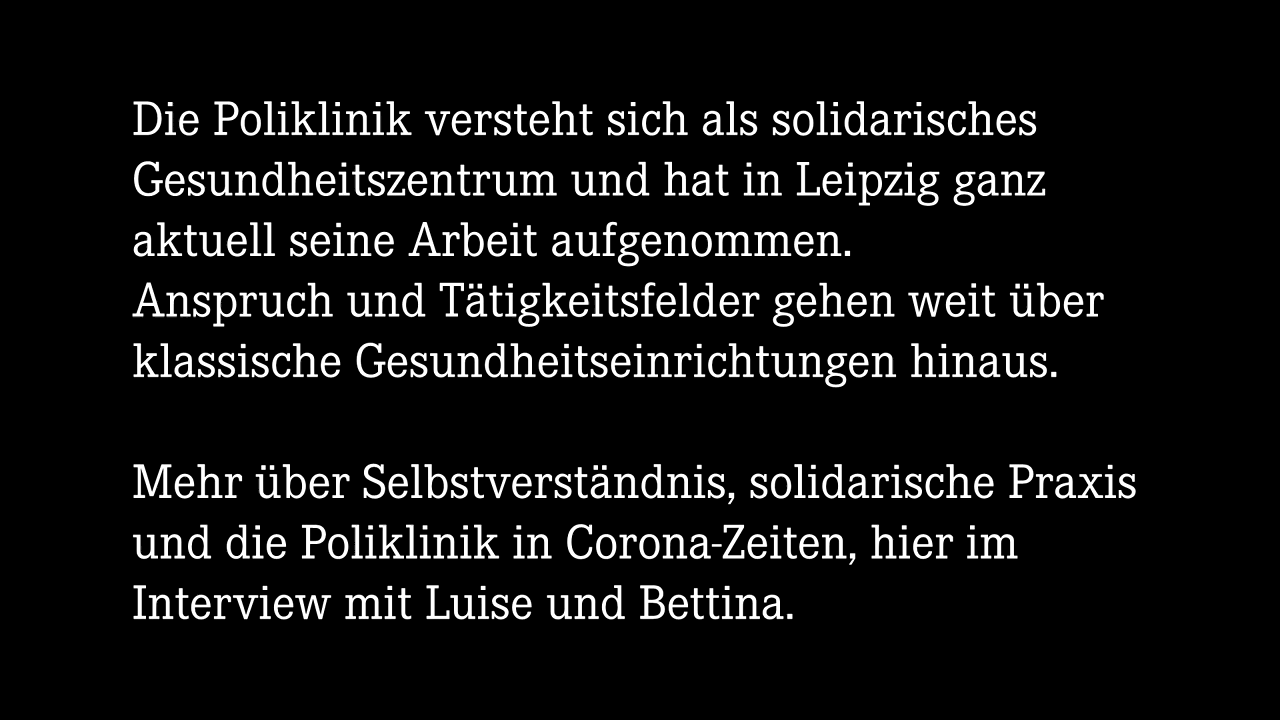 Die Poliklinik versteht sich als solidarisches
Gesundheitszentrum und hat in Leipzig ganz
aktuell seine Arbeit aufgenommen.
Anspruch und Tätigkeitsfelder gehen weit über
klassische Gesundheitseinrichtungen hinaus.
Mehr über Selbstverständnis, solidarische Praxis
und die Poliklinik in Corona-Zeiten, hier im
Interview mit Luise und Bettina.